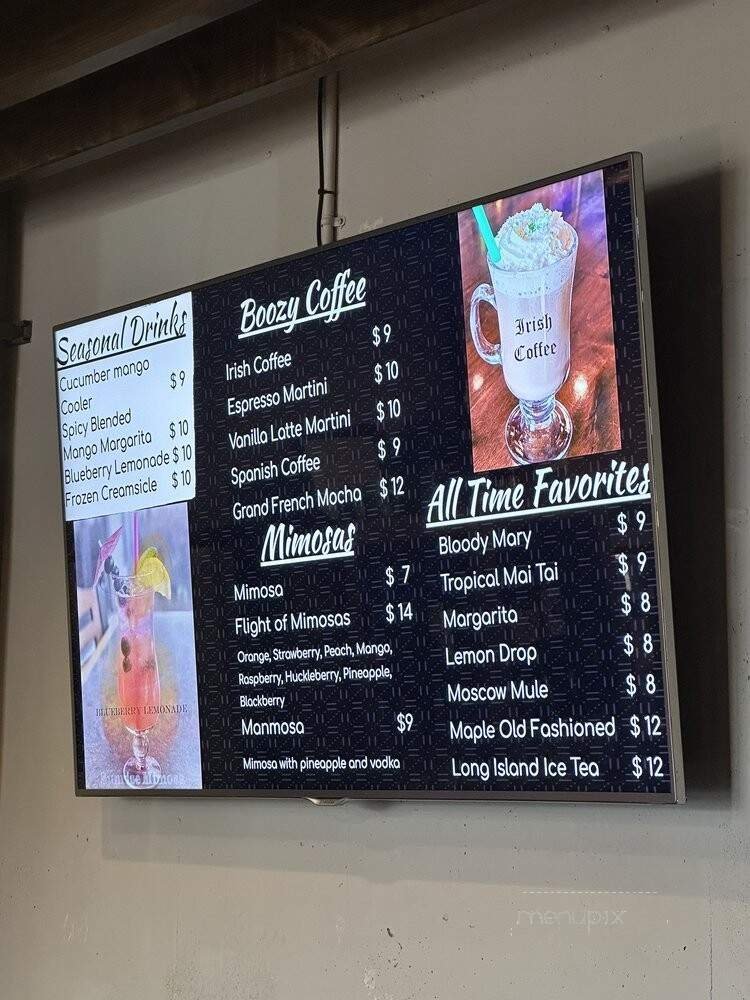 Seasonal Drinks
Cucumber mango
Cooler $9
Spicy Blended
Mango Margarita $10
Blueberry Lemonade $10
Frozen Creamsicle $10
BLUEBERRY LEMONADE
Sunrise Mimosa
Boozy Coffee
Irish Coffee $9
Espresso Martini $10
Vanilla Latte Martini $10
Spanish Coffee $9
Grand French Mocha $12
Mimosas
Mimosa $7
Flight of Mimosas $14
Orange, Strawberry, Peach, Mango,
Raspberry, Huckleberry, Pineapple,
Blackberry
Manmosa $9
Mimosa with pineapple and vodka
Irish
Coffee
All Time Favorites
Bloody Mary $9
Tropical Mai Tai $9
Margarita $8
Lemon Drop $8
Moscow Mule $8
Maple Old Fashioned $12
Long Island Ice Tea $12
menupix